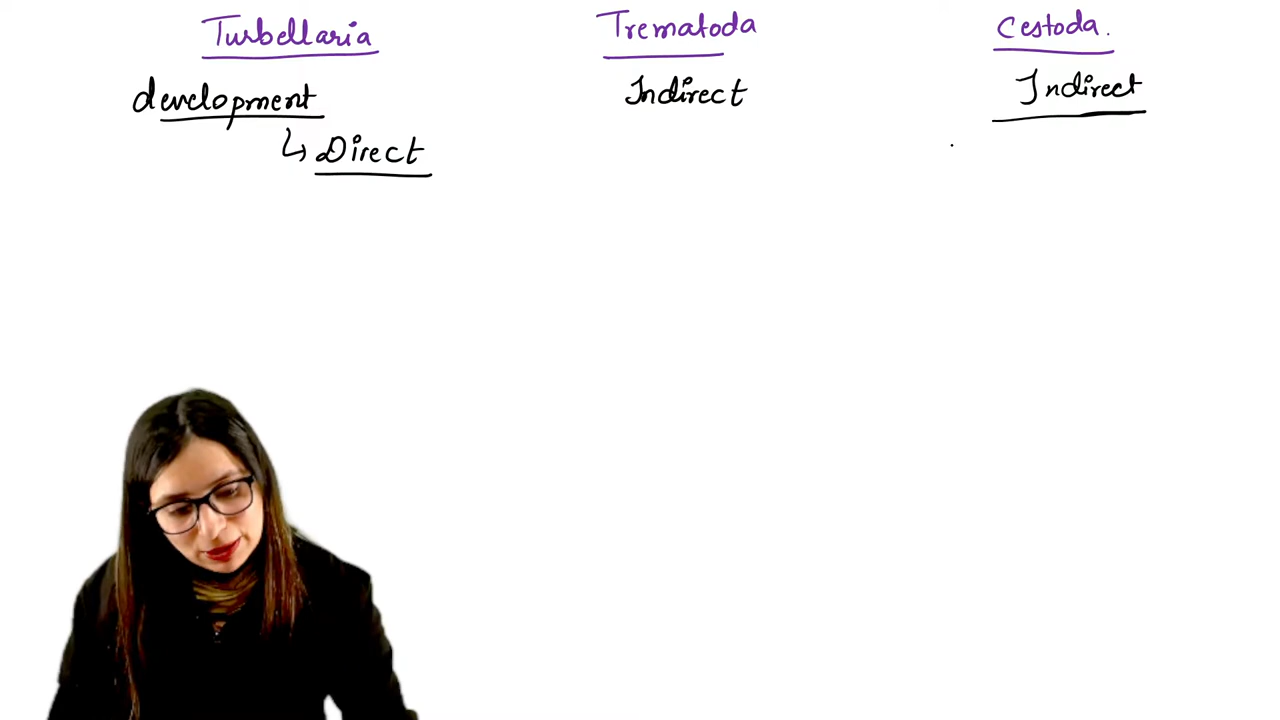 Turbellaria Trematoda Cestoda.
development Indirect Indirect
↳ Direct